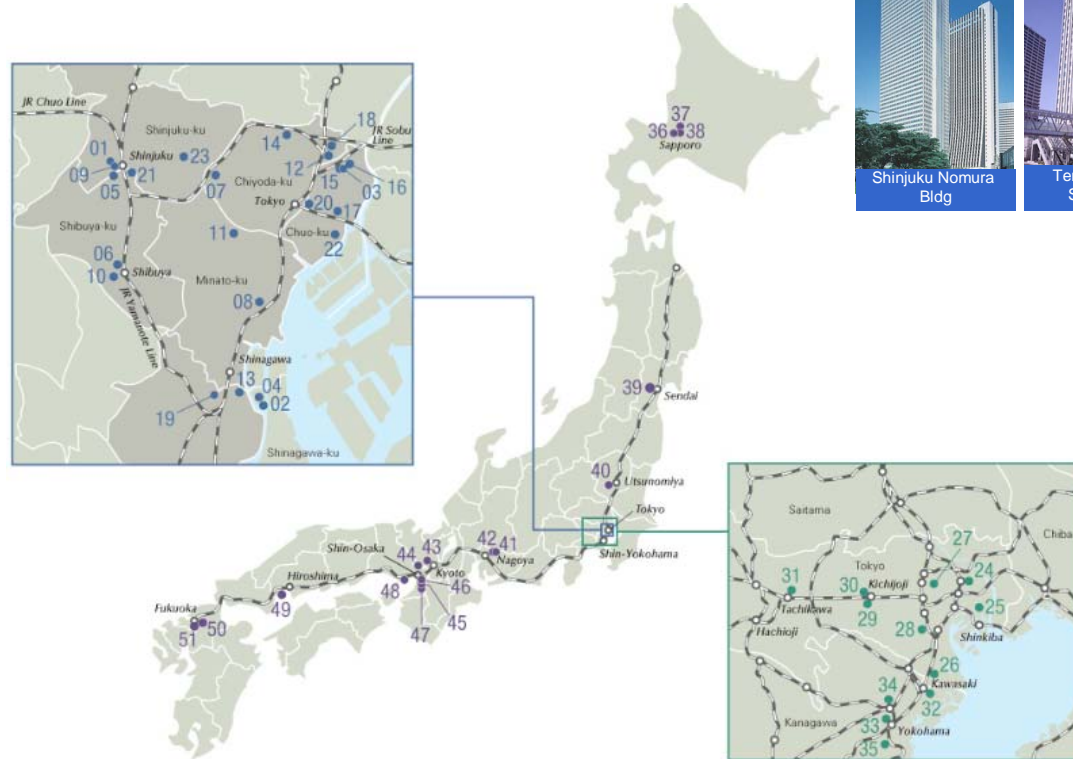 JR Chuo Line
Shinjuku-ku
18
JR Sobu
Line
14
01
Shinjuku
23
12
09
21
05
07
Chiyoda-ku
15
03
16
Tokyo
20
17
Shibuya-ku
11
Chuo-ku
22
06
10
Shibuya
Minato-ku
JR Yamanote Line
08
Shinagawa
13
04
19
02
Shinagawa-ku
37
36
38
Sapporo
Shinjuku Nomura
Bldg
39
Sendai
40
Utsunomiya
Tokyo
Shin-Yokohama
42
41
Nagoya
Shin-Osaka
44
43
Kyoto
Hiroshima
48
46
49
45
47
Fukuoka
50
51
Saitama
Chiba
27
Tokyo
31
30
Kichijoji
24
Tachikawa
29
25
Hachioji
28
Shinkiba
26
Kawasaki
34
32
Kanagawa
33
Yokohama
35